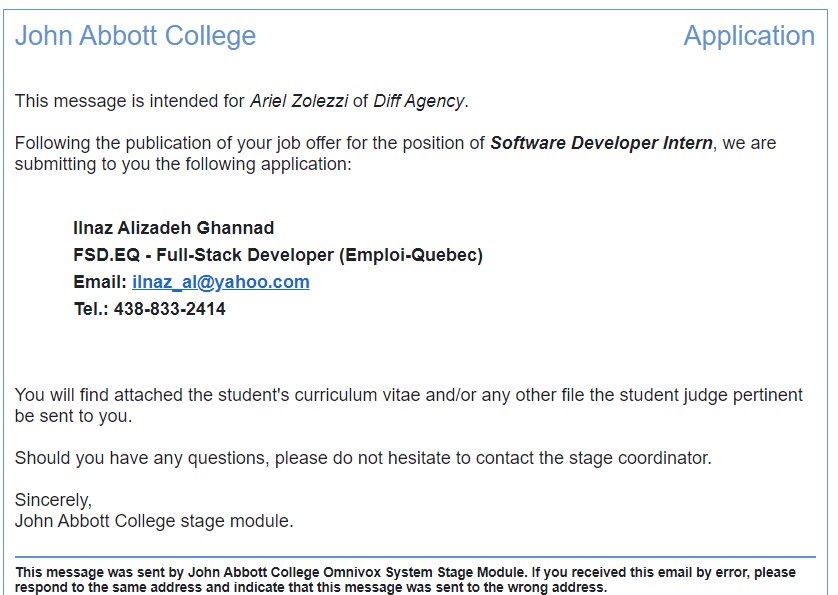 John Abbott College Application
This message is intended for Ariel Zolezzi of Diff Agency.
Following the publication of your job offer for the position of Software Developer Intern, we are
submitting to you the following application:
Ilnaz Alizadeh Ghannad
FSD.EQ - Full-Stack Developer (Emploi-Quebec)
Email: ilnaz_al@yahoo.com
Tel.: 438-833-2414
You will find attached the student's curriculum vitae and/or any other file the student judge pertinent
be sent to you.
Should you have any questions, please do not hesitate to contact the stage coordinator.
Sincerely,
John Abbott College stage module.
This message was sent by John Abbott College Omnivox System Stage Module. If you received this email by error, please
respond to the same address and indicate that this message was sent to the wrong address.